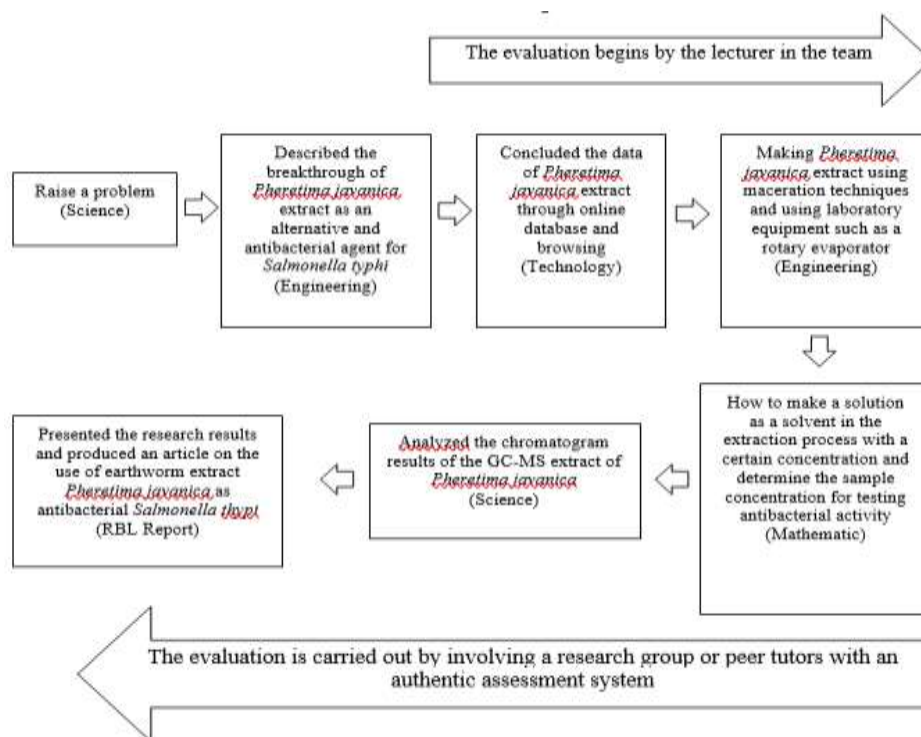 The evaluation begins by the lecturer in the team
Raise a problem
(Science)
Described the
breakthrough of
Pheretima javanica
extract as an
alternative and
antibacterial agent for
Salmonella typhi
(Engineering)
Concluded the data
of Pheretima
javanica extract
through online
database and
browsing
(Technology)
Making Pheretima
javanica extract using
maceration techniques
and using laboratory
equipment such as a
rotary evaporator
(Engineering)
How to make a solution
as a solvent in the
extraction process with a
certain concentration and
determine the sample
concentration for testing
antibacterial activity
(Mathematic)
Analyzed the chromatogram
results of the GC-MS extract of
Pheretima javanica
(Science)
Presented the research results
and produced an article on the
use of earthworm extract
Pheretima javanica as
antibacterial Salmonella thypi
(RBL Report)
The evaluation is carried out by involving a research group or peer tutors with an
authentic assessment system